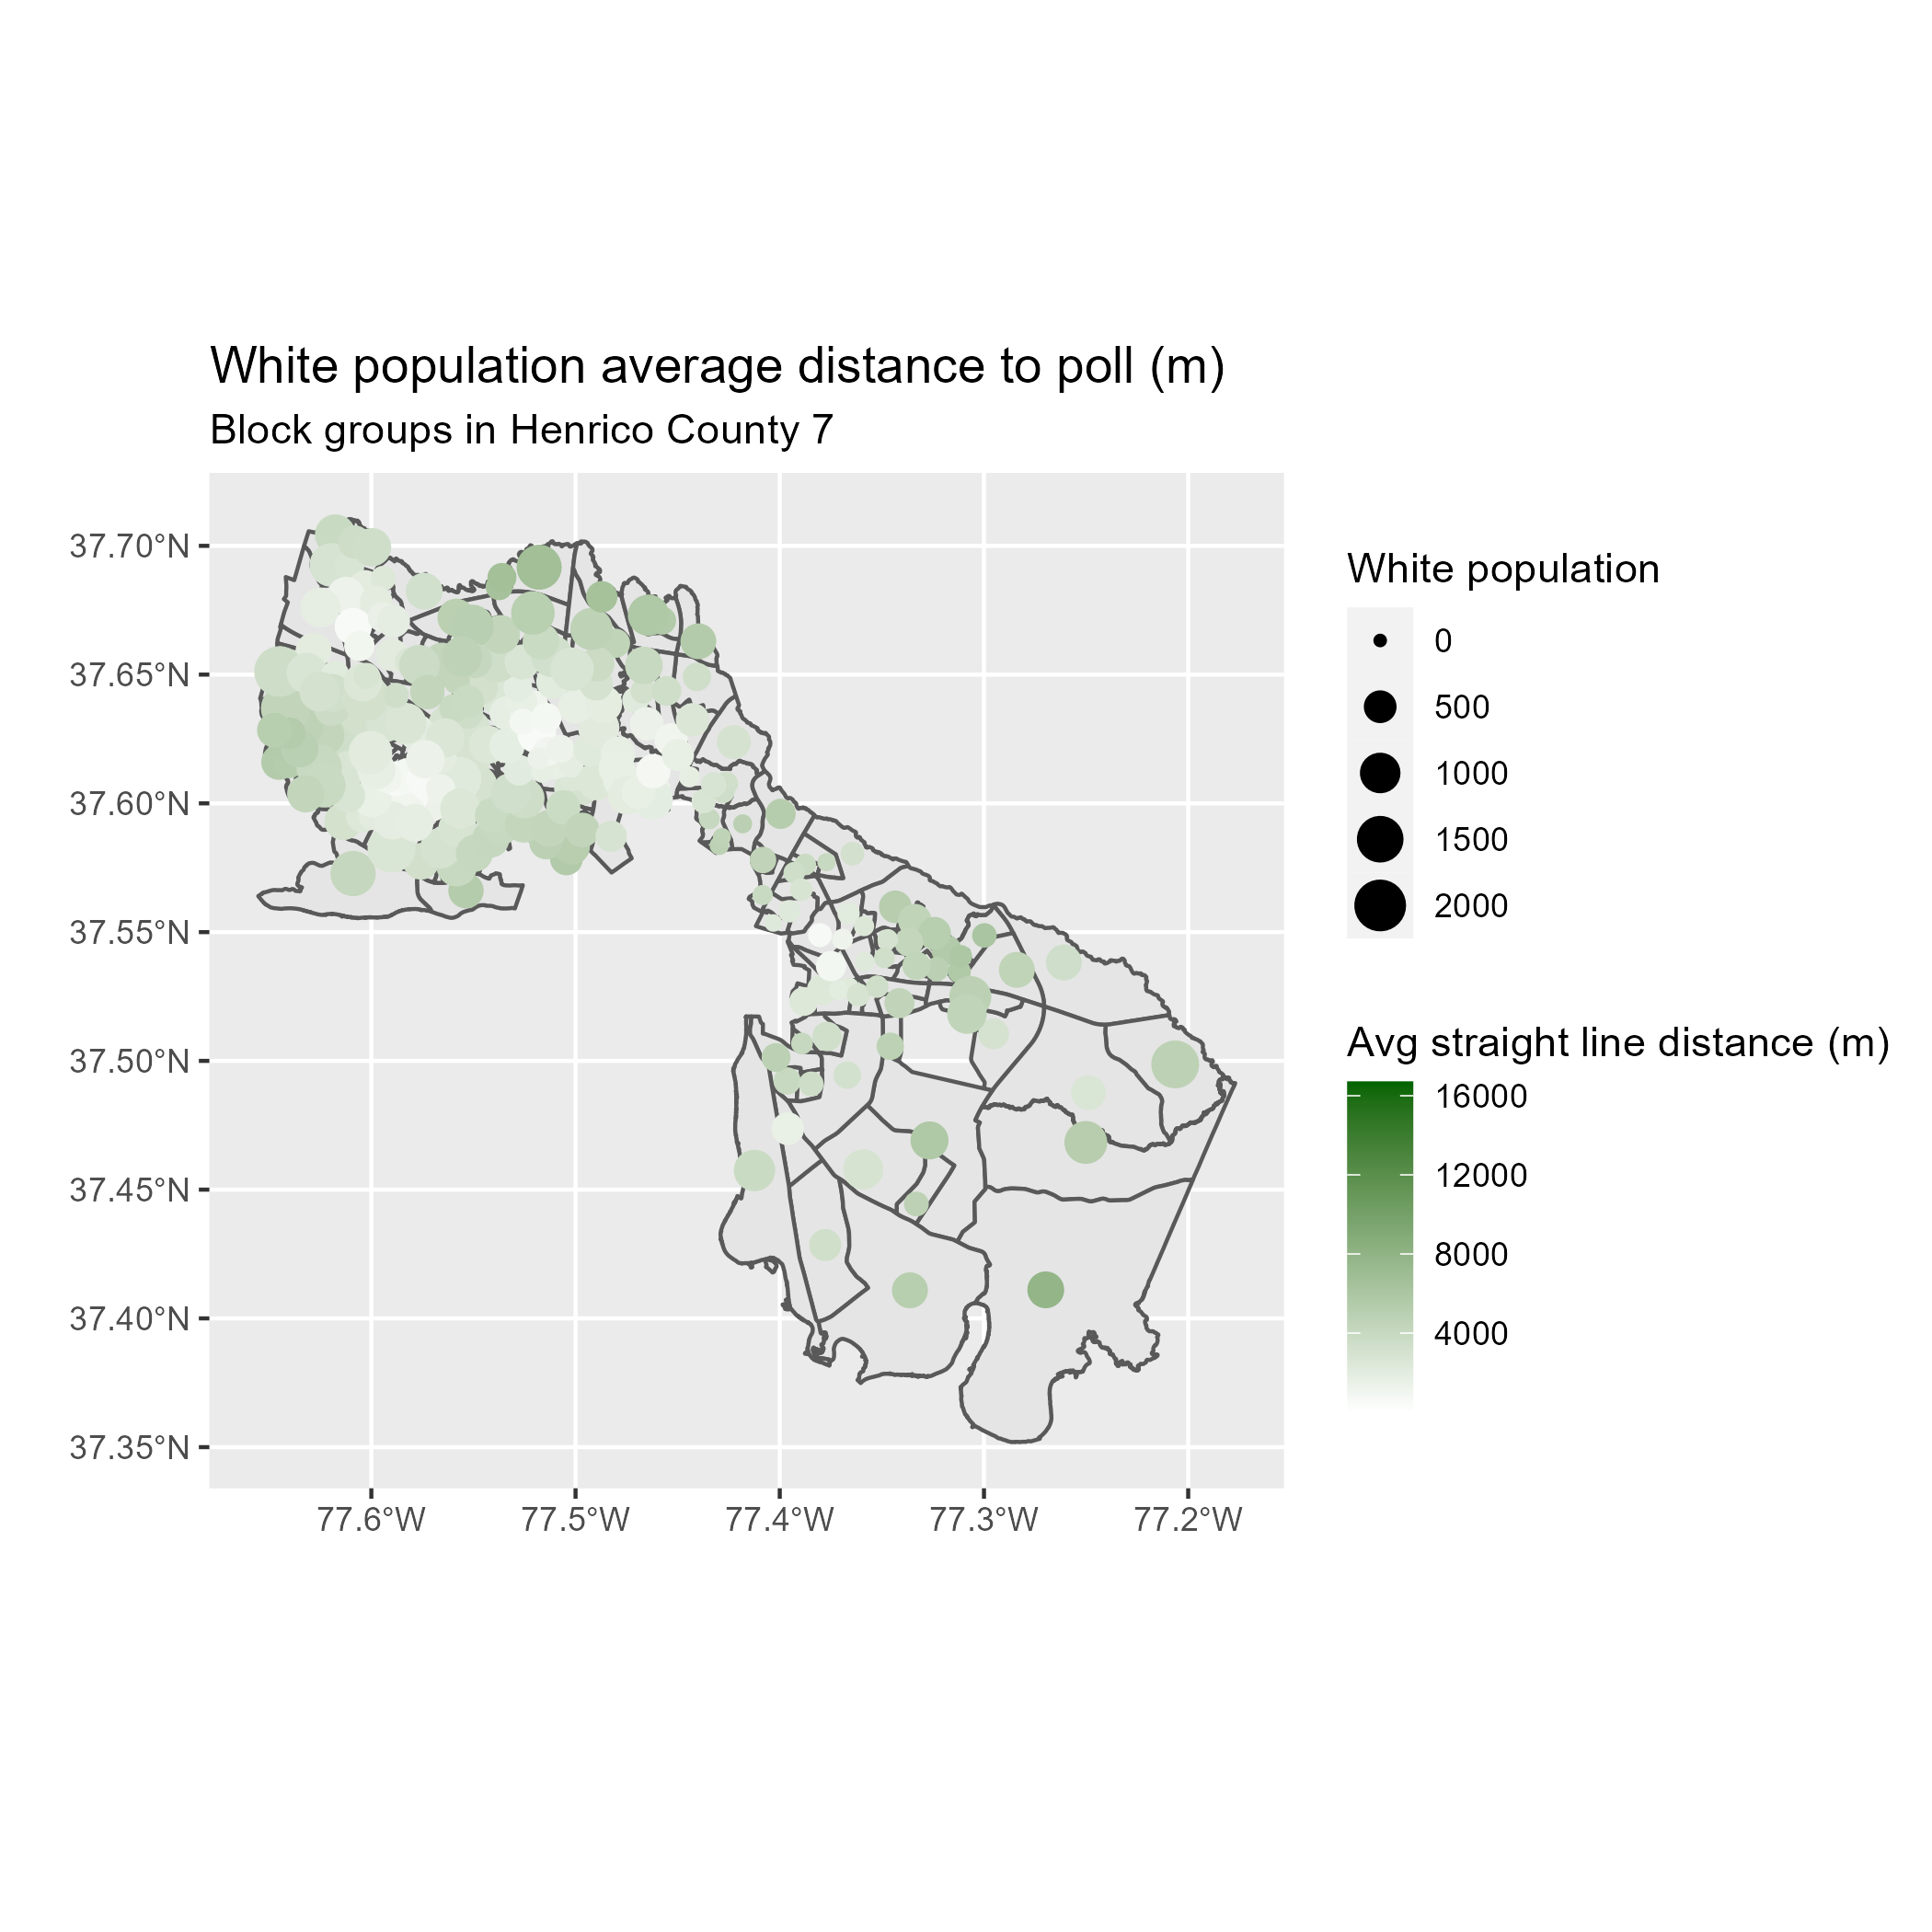 White population average distance to poll (m)
Block groups in Henrico County 7
37.70°N
37.65°N
37.60°N
37.55°N
37.50°N
37.45°N
37.40°N
37.35°N
77.6°W
77.5°W
77.4°W
77.3°W
77.2°W
White population
0
500
1000
1500
2000
Avg straight line distance (m)
16000
12000
8000
4000